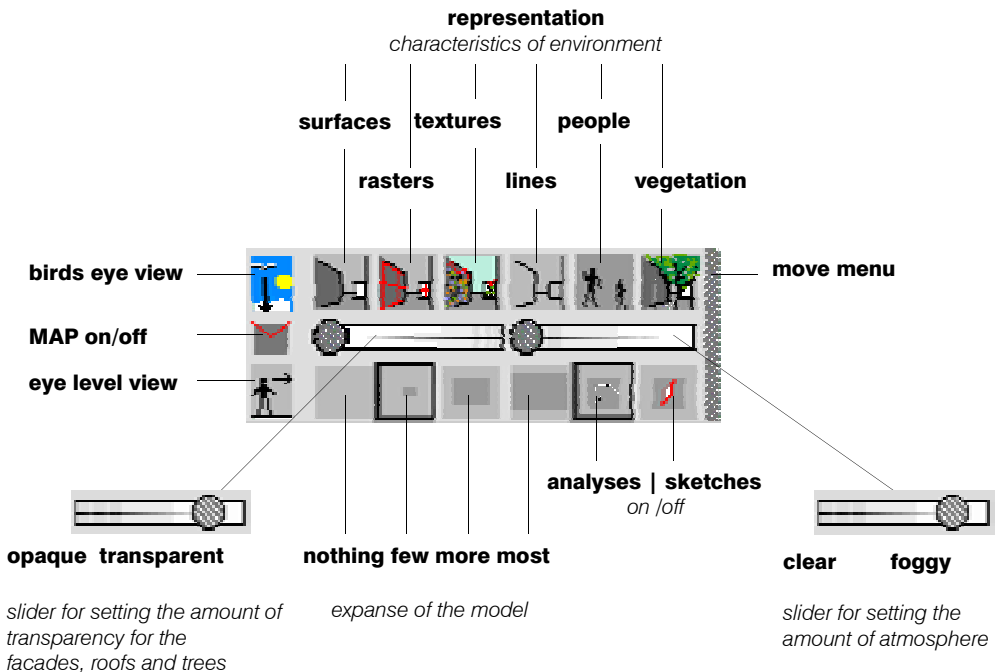 representation
characteristics of environment
surfaces textures people
rasters lines vegetation
birds eye view
move menu
MAP on/off
eye level view
analyses | sketches
on /off
opaque transparent
nothing few more most
clear foggy
slider for setting the amount of
transparency for the
facades, roofs and trees
expanse of the model
slider for setting the
amount of atmosphere